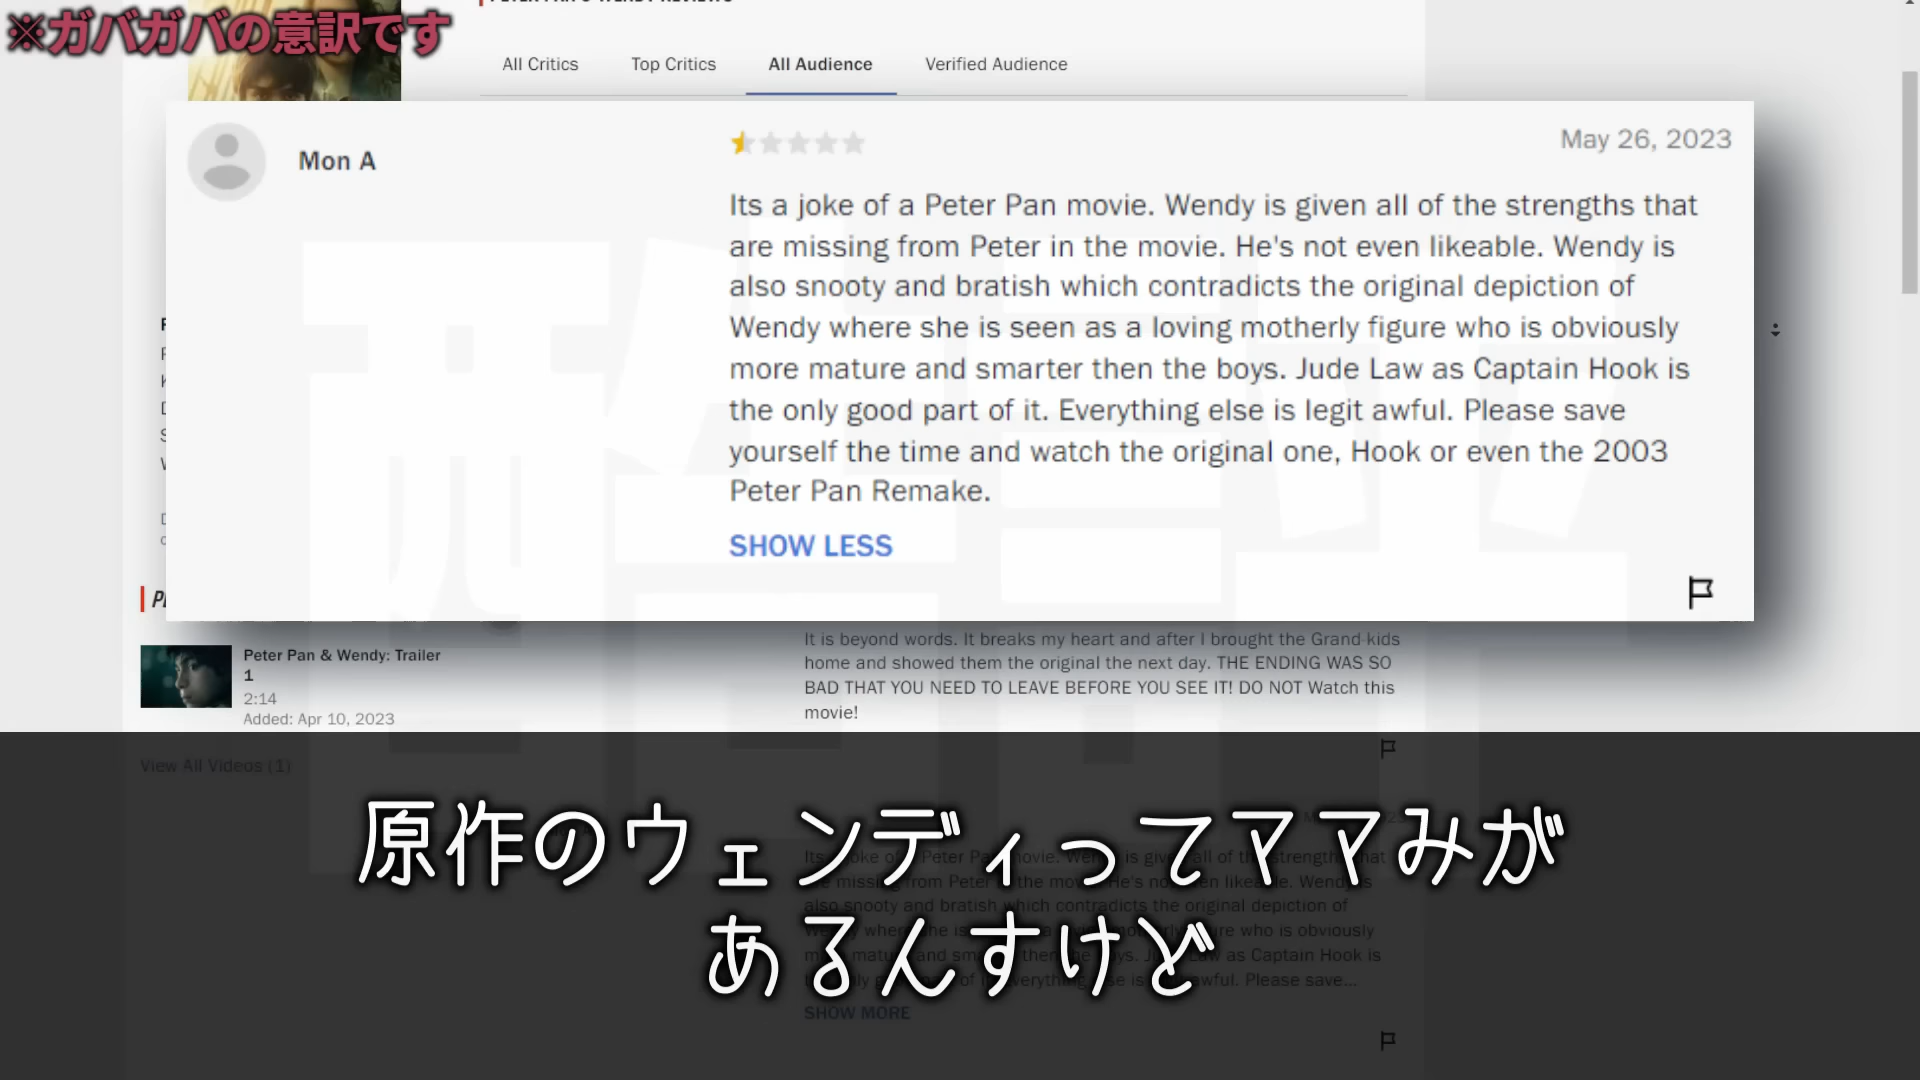 ※ガバガバの意訳です
PETER PAN & WENDY REVIEWS
All Critics
Top Critics
All Audience
Verified Audience
Mon A
May 26, 2023
Its a joke of a Peter Pan movie. Wendy is given all of the strengths that
are missing from Peter in the movie. He's not even likeable. Wendy is
also snooty and bratish which contradicts the original depiction of
Wendy where she is seen as a loving motherly figure who is obviously
more mature and smarter then the boys. Jude Law as Captain Hook is
the only good part of it. Everything else is legit awful. Please save
yourself the time and watch the original one, Hook or even the 2003
Peter Pan Remake.
SHOW LESS
酷評
Peter Pan & Wendy: Trailer
1
2:14
Added: Apr 10, 2023
View All Videos (1)
It is beyond words. It breaks my heart and after I brought the Grand kids
home and showed them the original the next day. THE ENDING WAS SO
BAD THAT YOU NEED TO LEAVE BEFORE YOU SEE IT! DO NOT Watch this
movie!
原作のウェンディってママみが
あるんすけど
SHOW MORE